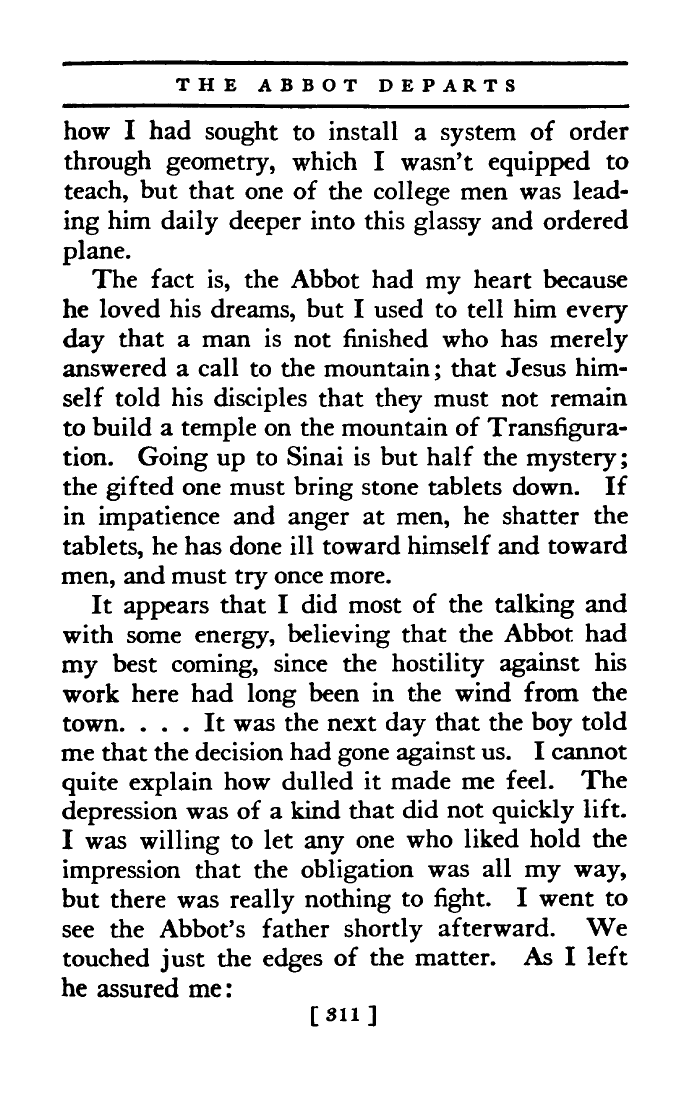 THE ABBOT DEPARTS
how I had sought to install a system of order
through geometry, which I wasn't equipped to
teach, but that one of the college men was lead-
ing him daily deeper into this glassy and ordered
plane.
The fact is, the Abbot had my heart because
he loved his dreams, but I used to tell him every
day that a man is not finished who has merely
answered a call to the mountain; that Jesus him-
self told his disciples that they must not remain
to build a temple on the mountain of Transfigura-
tion. Going up to Sinai is but half the mystery;
the gifted one must bring stone tablets down. If
in impatience and anger at men, he shatter the
tablets, he has done ill toward himself and toward
men, and must try once more.
It appears that I did most of the talking and
with some energy, believing that the Abbot had
my best coming, since the hostility against his
work here had long been in the wind from the
town. . . . It was the next day that the boy told
me that the decision had gone against us. I cannot
quite explain how dulled it made me feel. The
depression was of a kind that did not quickly lift.
I was willing to let any one who liked hold the
impression that the obligation was all my way,
but there was really nothing to fight. I went to
see the Abbot's father shortly afterward. We
touched just the edges of the matter. As I left
he assured me:
[ 311 ]